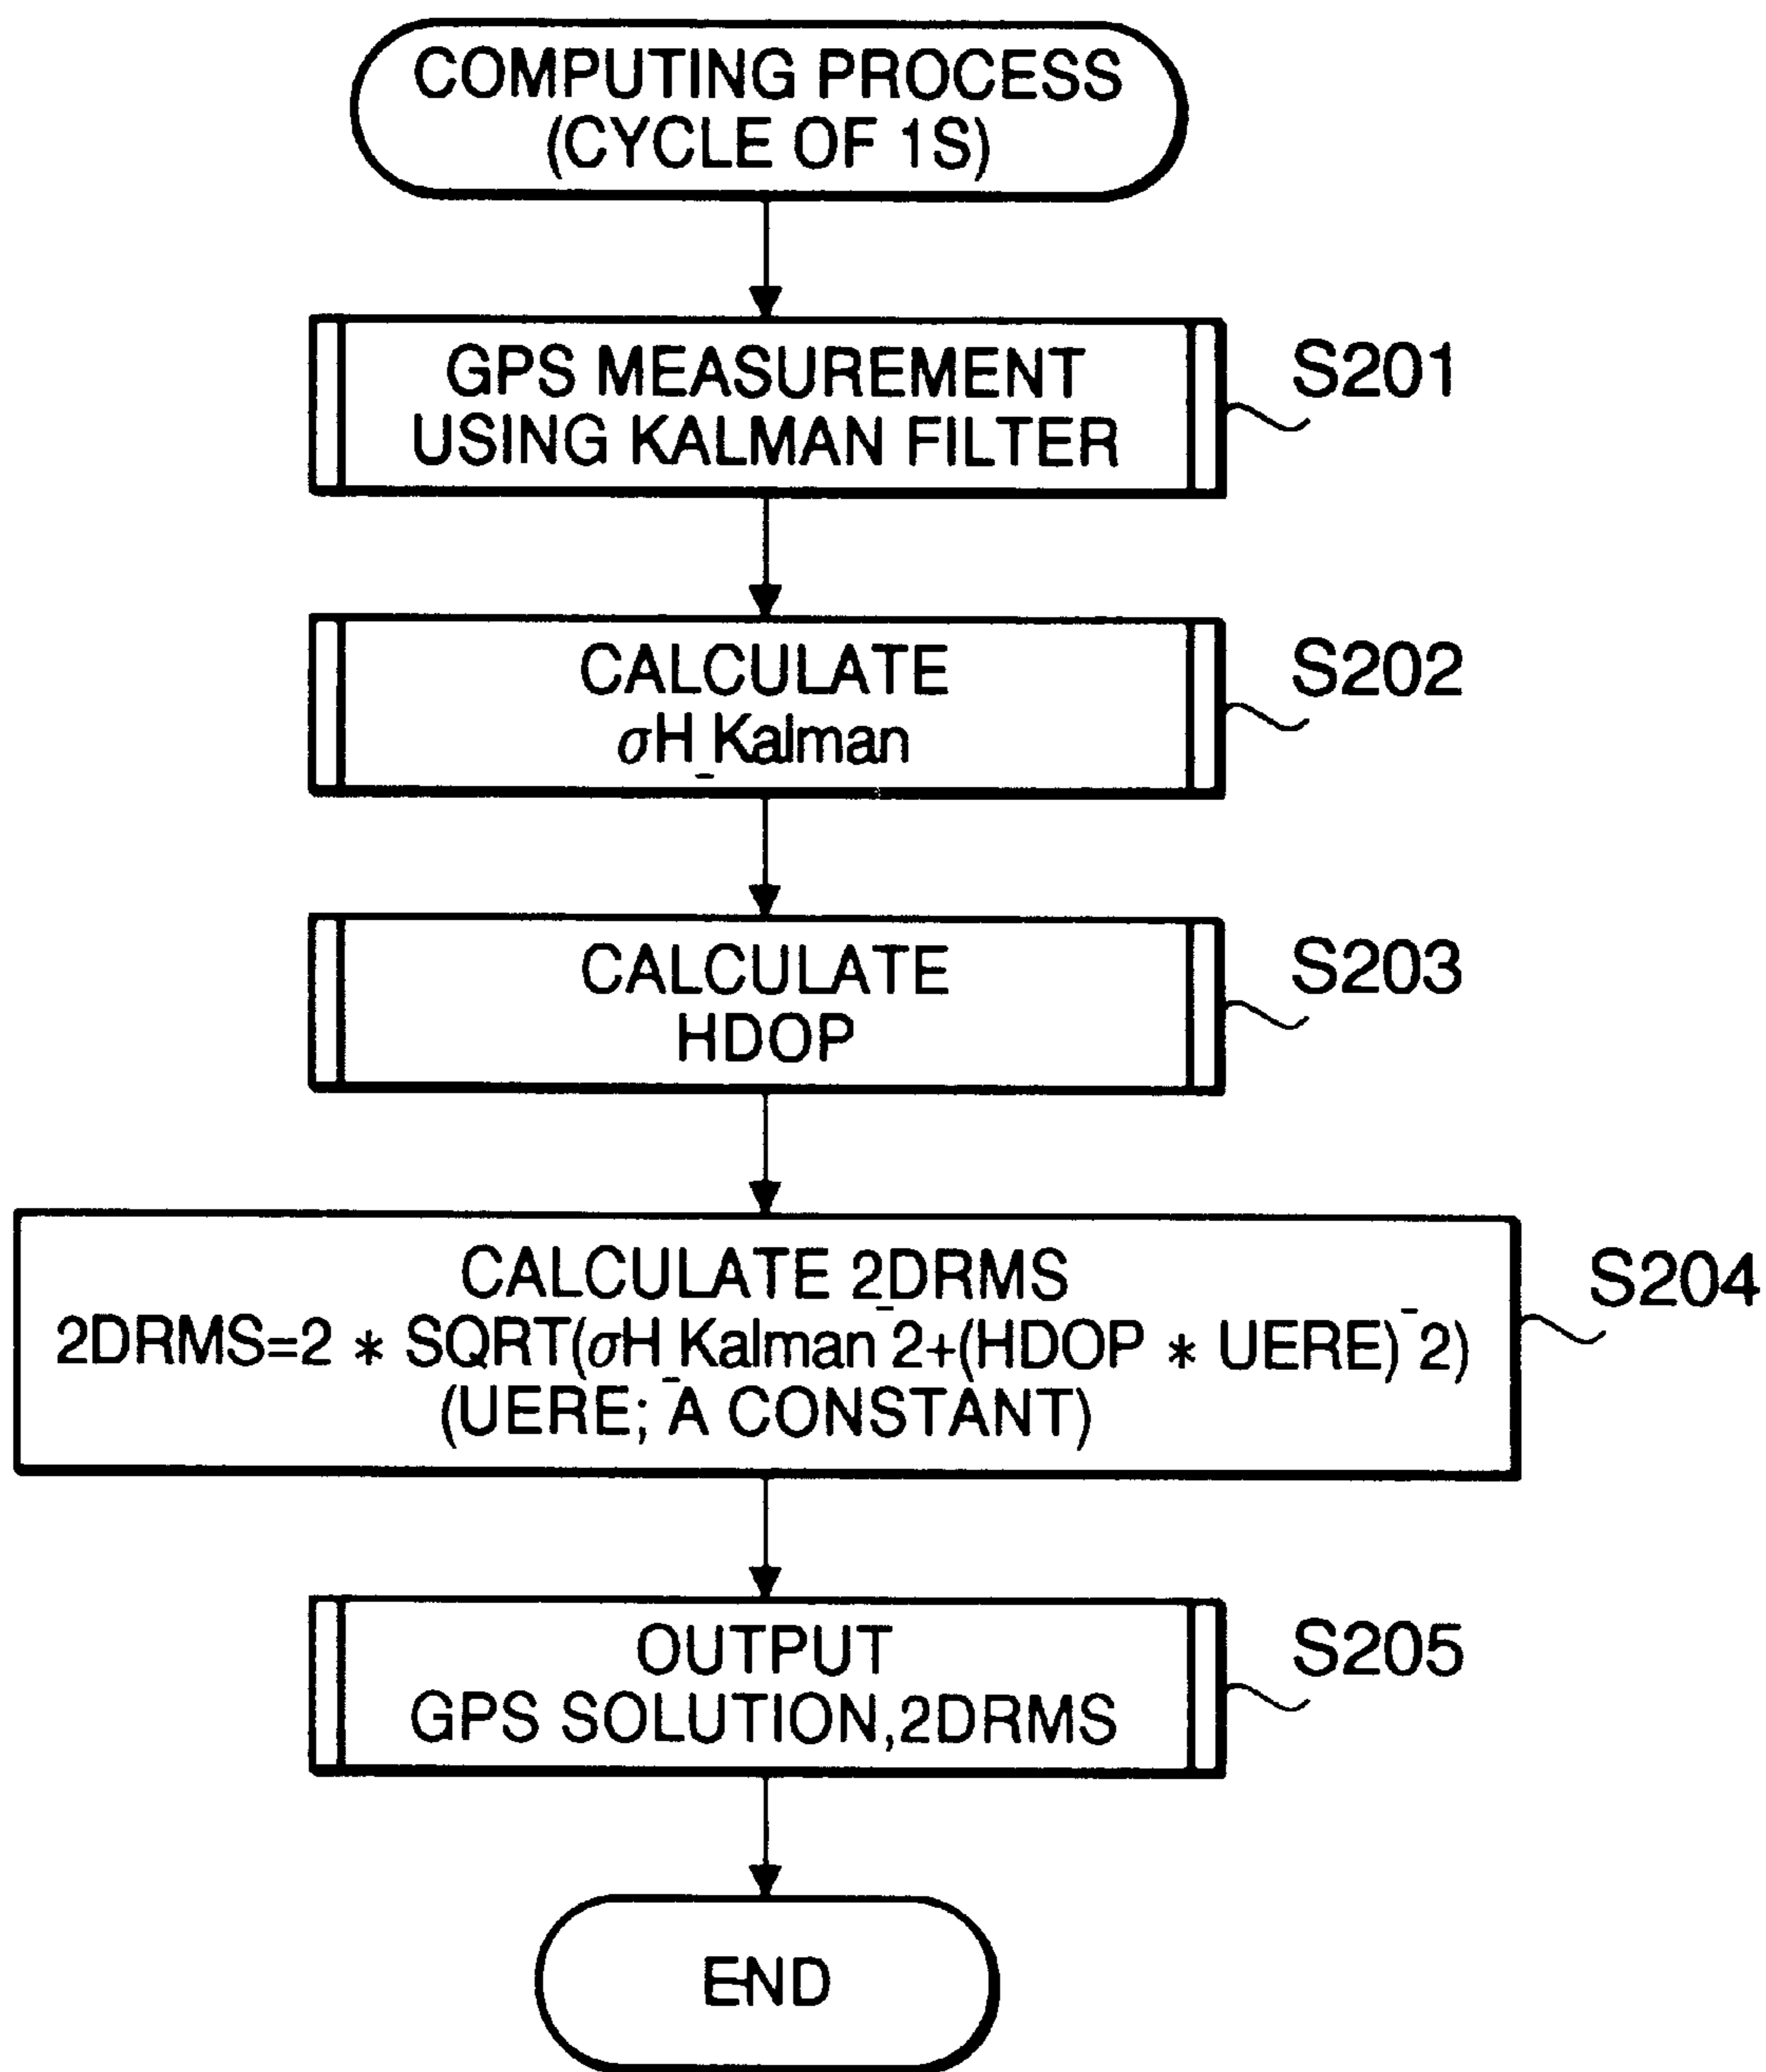 COMPUTING PROCESS
(CYCLE OF 1S)
GPS MEASUREMENT
USING KALMAN FILTER
S201
CALCULATE
σH_Kalman
S202
CALCULATE
HDOP
S203
CALCULATE 2DRMS
2DRMS=2 * SQRT(σH_Kalman¯2+(HDOP * UERE)¯2)
(UERE; A CONSTANT)
S204
OUTPUT
GPS SOLUTION,2DRMS
S205
END